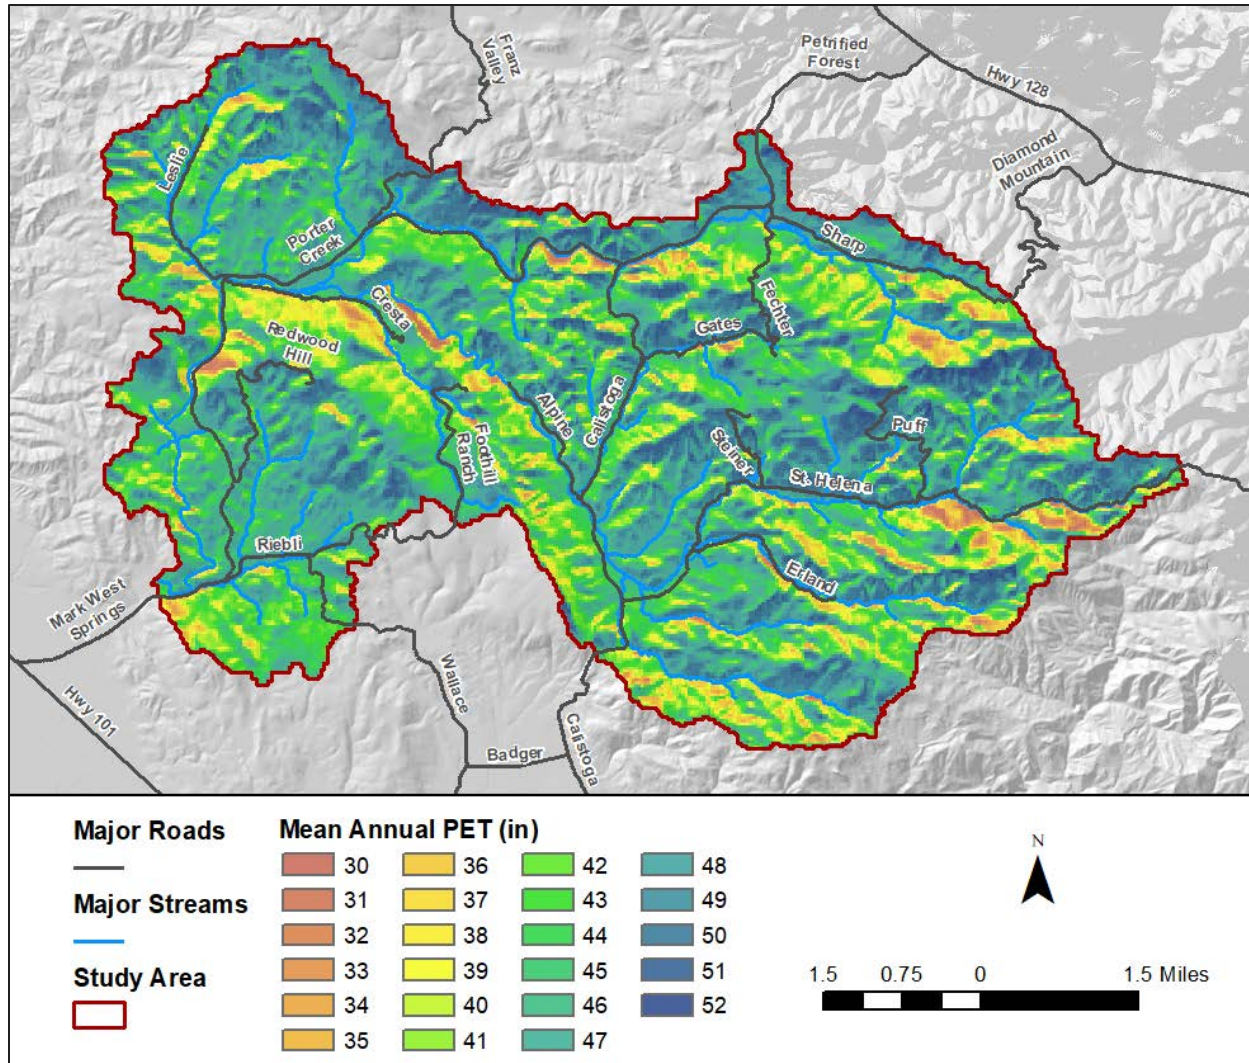 Franz
Valley
Petrified
Forest
Hwy 128
Diamond
Mountain
Leslie
Porter
Creek
Sharp
Fechter
Cresta
Gates
Redwood
Hill
Alpine
Calistoga
Foothill
Ranch
Puff
Steiner
St. Helena
Riebli
Erland
Mark West
Springs
Hwy 101
Wallace
Calistoga
Badger
Major Roads
Major Streams
Study Area
Mean Annual PET (in)
30
31
32
33
34
35
36
37
38
39
40
41
42
43
44
45
46
47
48
49
50
51
52
N
1.5 0.75 0 1.5 Miles